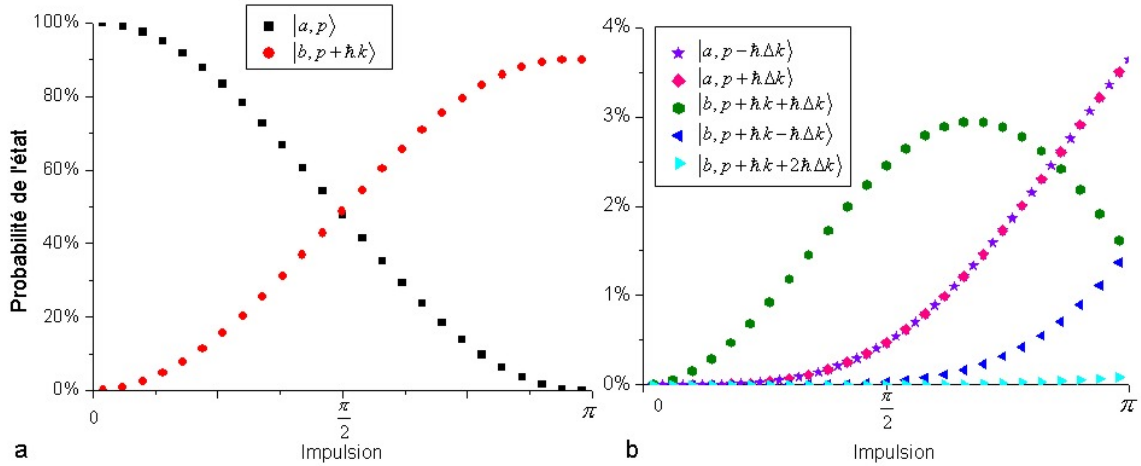 100%
80%
60%
40%
20%
0%
Probabilité de l'état
|a, p⟩
|b, p+ħk⟩
0
π/2
π
Impulsion
a
4%
3%
2%
1%
0%
|a, p−ħΔk⟩
|a, p+ħΔk⟩
|b, p+ħk+ħΔk⟩
|b, p+ħk−ħΔk⟩
|b, p+ħk+2ħΔk⟩
0
π/2
π
Impulsion
b